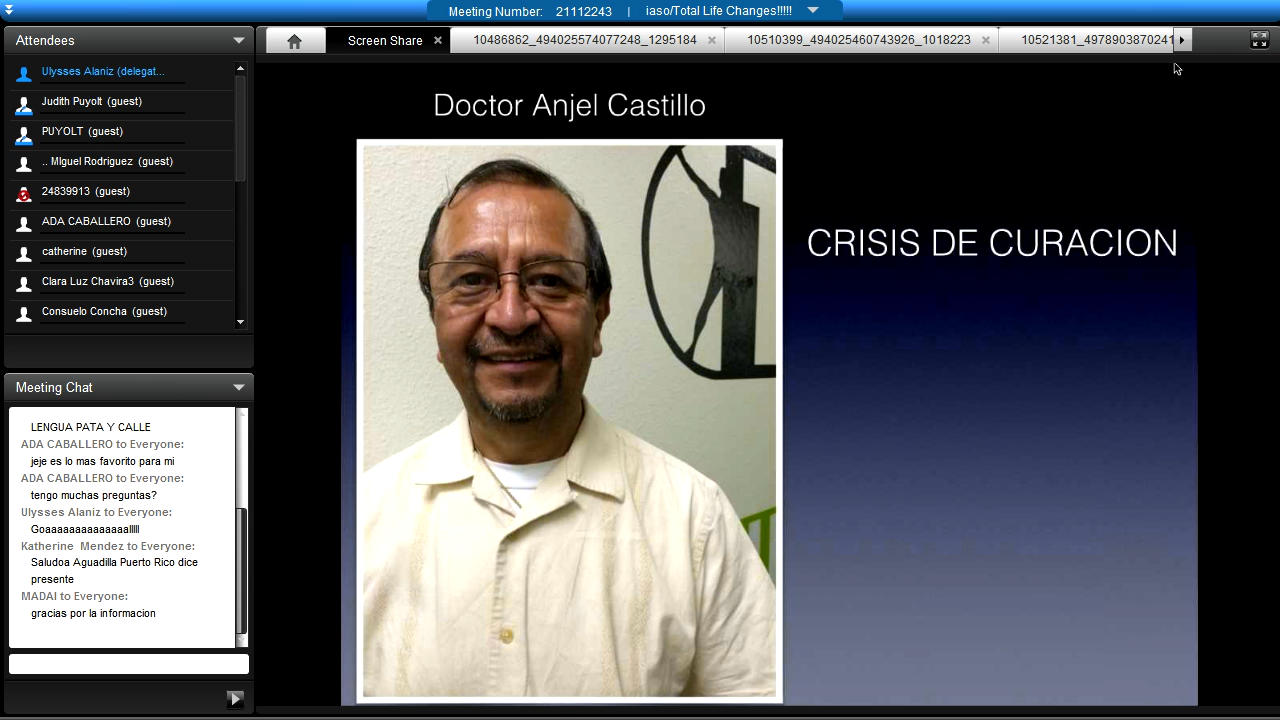 Meeting Number: 21112243 | iaso/Total Life Changes!!!!!
Attendees
Screen Share
10486862_494025574077248_1295184
10510399_494025460743926_1018223
10521381_4978903870241
Ulysses Alaniz (delegat...
Judith Puyolt (guest)
PUYOLT (guest)
.. MIguel Rodriguez (guest)
24839913 (guest)
ADA CABALLERO (guest)
catherine (guest)
Clara Luz Chavira3 (guest)
Consuelo Concha (guest)
Meeting Chat
LENGUA PATA Y CALLE
ADA CABALLERO to Everyone:
jeje es lo mas favorito para mi
ADA CABALLERO to Everyone:
tengo muchas preguntas?
Ulysses Alaniz to Everyone:
Goaaaaaaaaaaaaaalllll
Katherine Mendez to Everyone:
Saludoa Aguadilla Puerto Rico dice
presente
MADAI to Everyone:
gracias por la informacion
Doctor Anjel Castillo
CRISIS DE CURACION